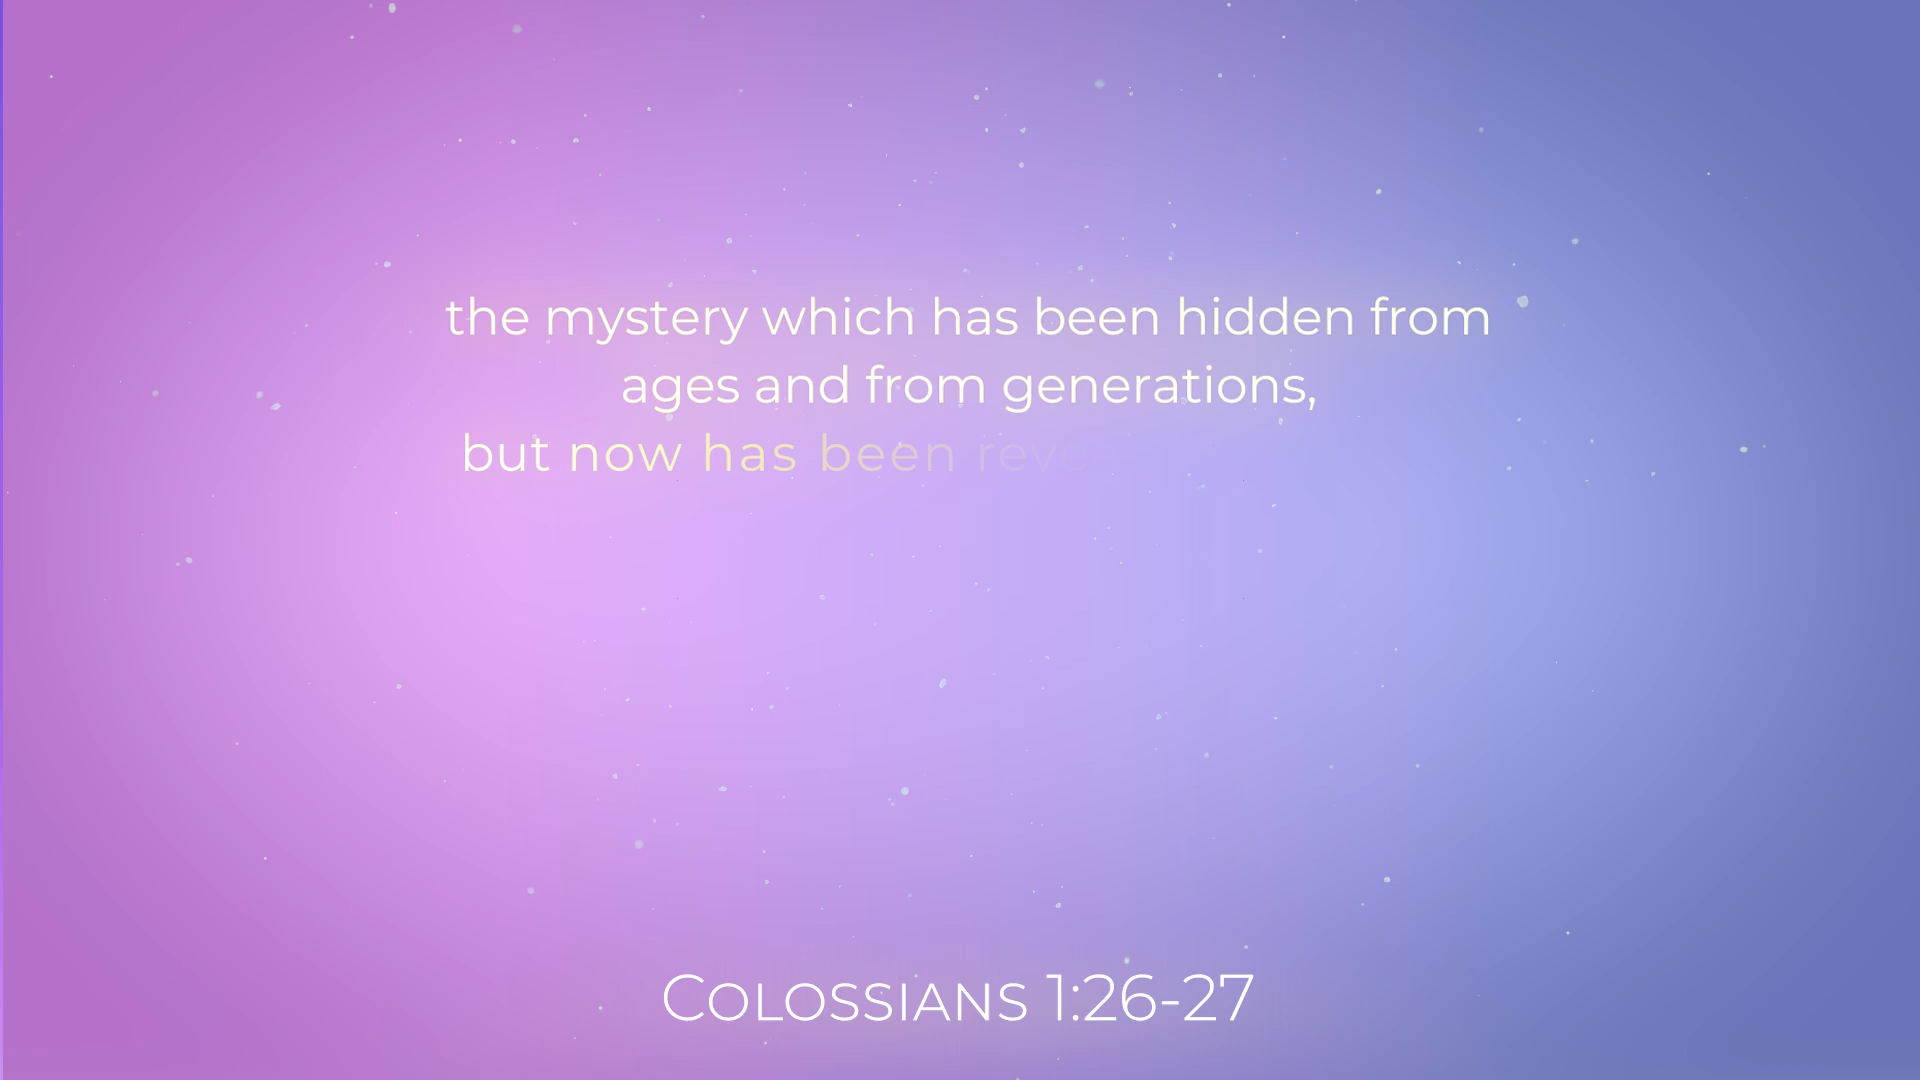 the mystery which has been hidden from
ages and from generations,
but now has been reve
Colossians 1:26-27